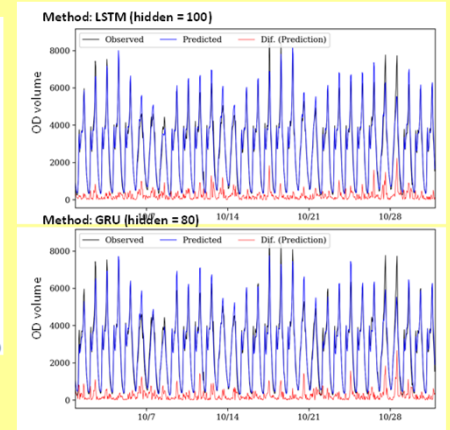 Method: LSTM (hidden = 100)
Observed Predicted Dif. (Prediction)
8000
6000
4000
2000
0
OD volume
10/7 10/14 10/21 10/28
Method: GRU (hidden = 80)
Observed Predicted Dif. (Prediction)
8000
6000
4000
2000
0
OD volume
10/7 10/14 10/21 10/28